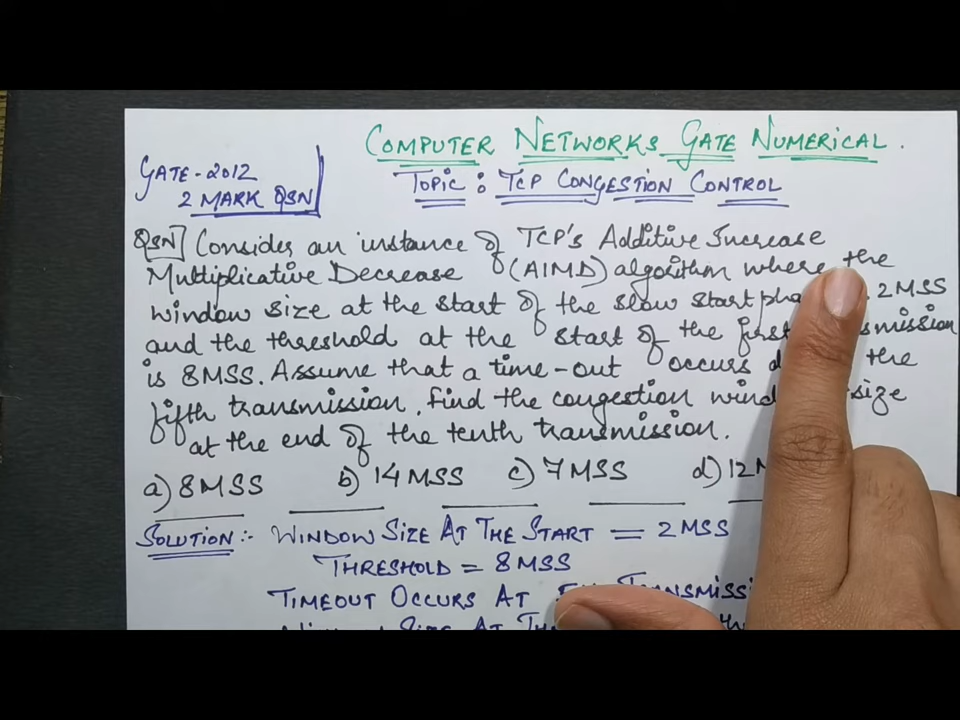 COMPUTER NETWORKS GATE NUMERICAL.
GATE-2012
2 MARK QSN
TOPIC: TCP CONGESTION CONTROL
QSN] Consider an instance of TCP's Additive Increase
Multiplicative Decrease (AIMD) algorithm where the
window size at the start of the slow start pha 2MSS
and the threshold at the start of the first smission
is 8MSS. Assume that a time-out occurs d the
fifth transmission. Find the congestion wind size
at the end of the tenth transmission.
a) 8MSS b) 14MSS c) 7MSS d) 12M
SOLUTION:- WINDOW SIZE AT THE START = 2MSS
THRESHOLD = 8MSS
TIMEOUT OCCURS AT